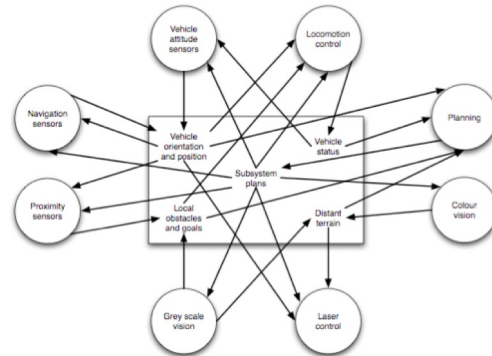 Vehicle
attitude
sensors
Locomotion
control
Navigation
sensors
Vehicle
orientation
and position
Vehicle
status
Planning
Subsystem
plans
Proximity
sensors
Local
obstacles
and goals
Distant
terrain
Colour
vision
Grey scale
vision
Laser
control